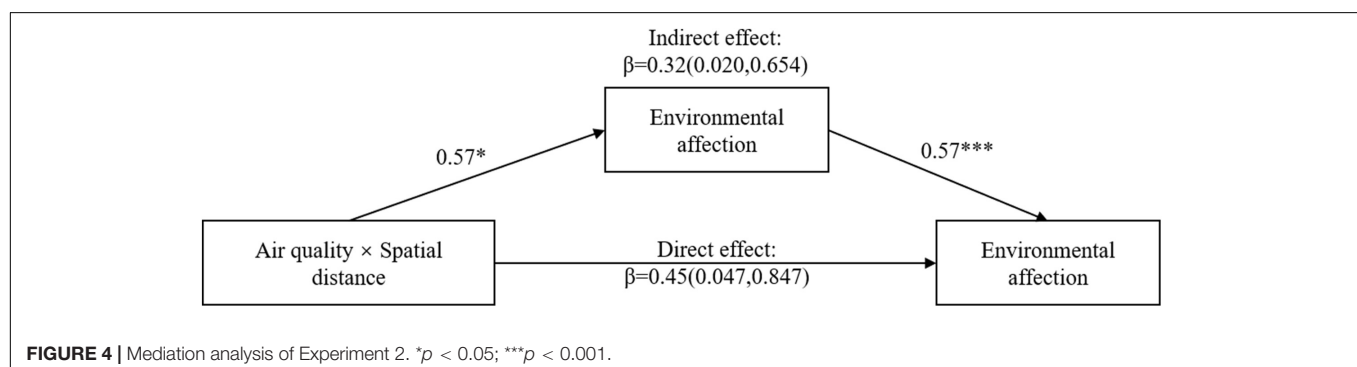 Indirect effect:
β=0.32(0.020,0.654)
Environmental
affection
0.57*
0.57***
Air quality × Spatial
distance
Direct effect:
β=0.45(0.047,0.847)
Environmental
affection
FIGURE 4 | Mediation analysis of Experiment 2. *p < 0.05; ***p < 0.001.